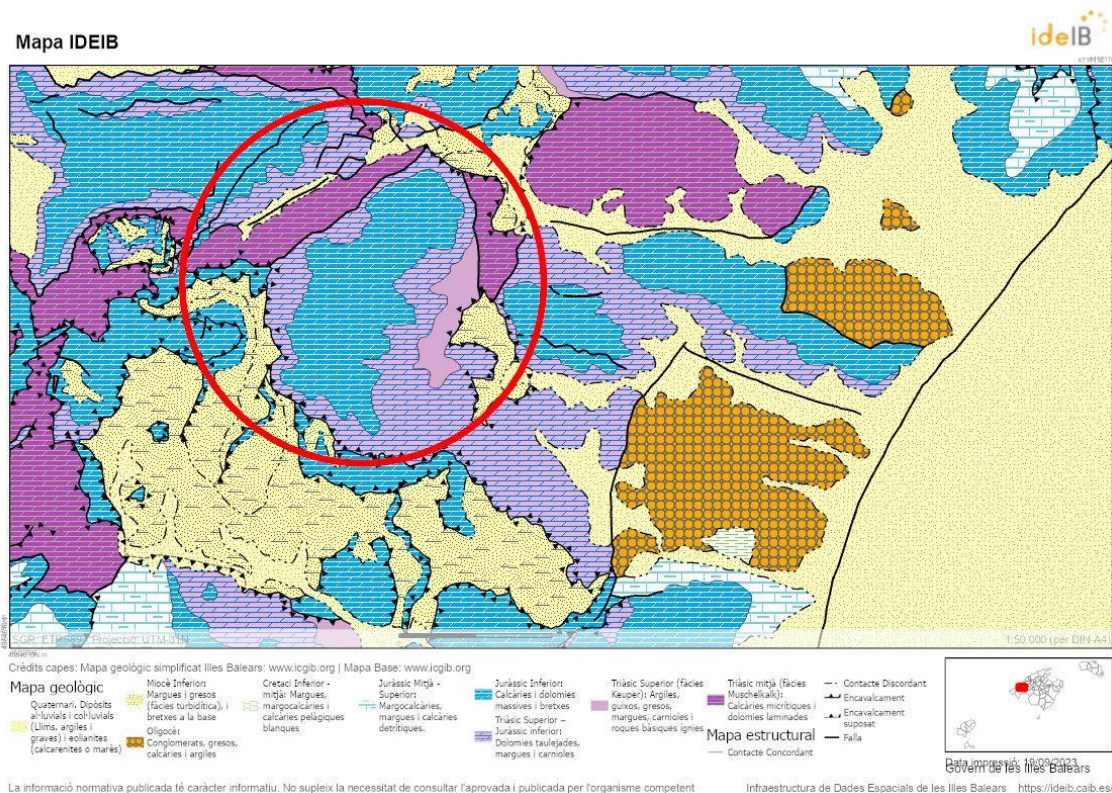 Mapa IDEIB
ideIB
1:50.000 (per DIN-A4)
Crèdits capes: Mapa geològic simplificat Illes Balears: www.icgib.org | Mapa Base: www.icgib.org
Mapa geològic
Quaternari. Dipòsits
al·luvials i col·luvials
(Llims, argiles i
graves) i eolianites
(calcarenites o marès)
Miocè Inferior:
Margues i gresos
(fàcies turbidítica), i
bretxes a la base
Oligocè:
Conglomerats, gresos,
calcàries i argiles
Cretaci Inferior -
mitjà: Margues,
margocalcàries i
calcàries pelàgiques
blanques
Juràssic Mitjà -
Superior:
Margocalcàries,
margues i calcàries
detrítiques.
Juràssic Inferior:
Calcàries i dolomies
massives i bretxes
Triàsic Superior –
Juràssic inferior:
Dolomies taulejades,
margues i carnioles
Triàsic Superior (fàcies
Keuper): Argiles,
guixos, gresos,
margues, carnioles i
roques bàsiques ígnies
Triàsic mitjà (fàcies
Muschelkalk):
Calcàries micrítiques i
dolomies laminades
Mapa estructural
Contacte Concordant
Contacte Discordant
Encavalcament
Encavalcament
suposat
Falla
Data impressió: 19/09/2023
Govern de les Illes Balears
La informació normativa publicada té caràcter informatiu. No supleix la necessitat de consultar l'aprovada i publicada per l'organisme competent
Infraestructura de Dades Espacials de les Illes Balears https://ideib.caib.es